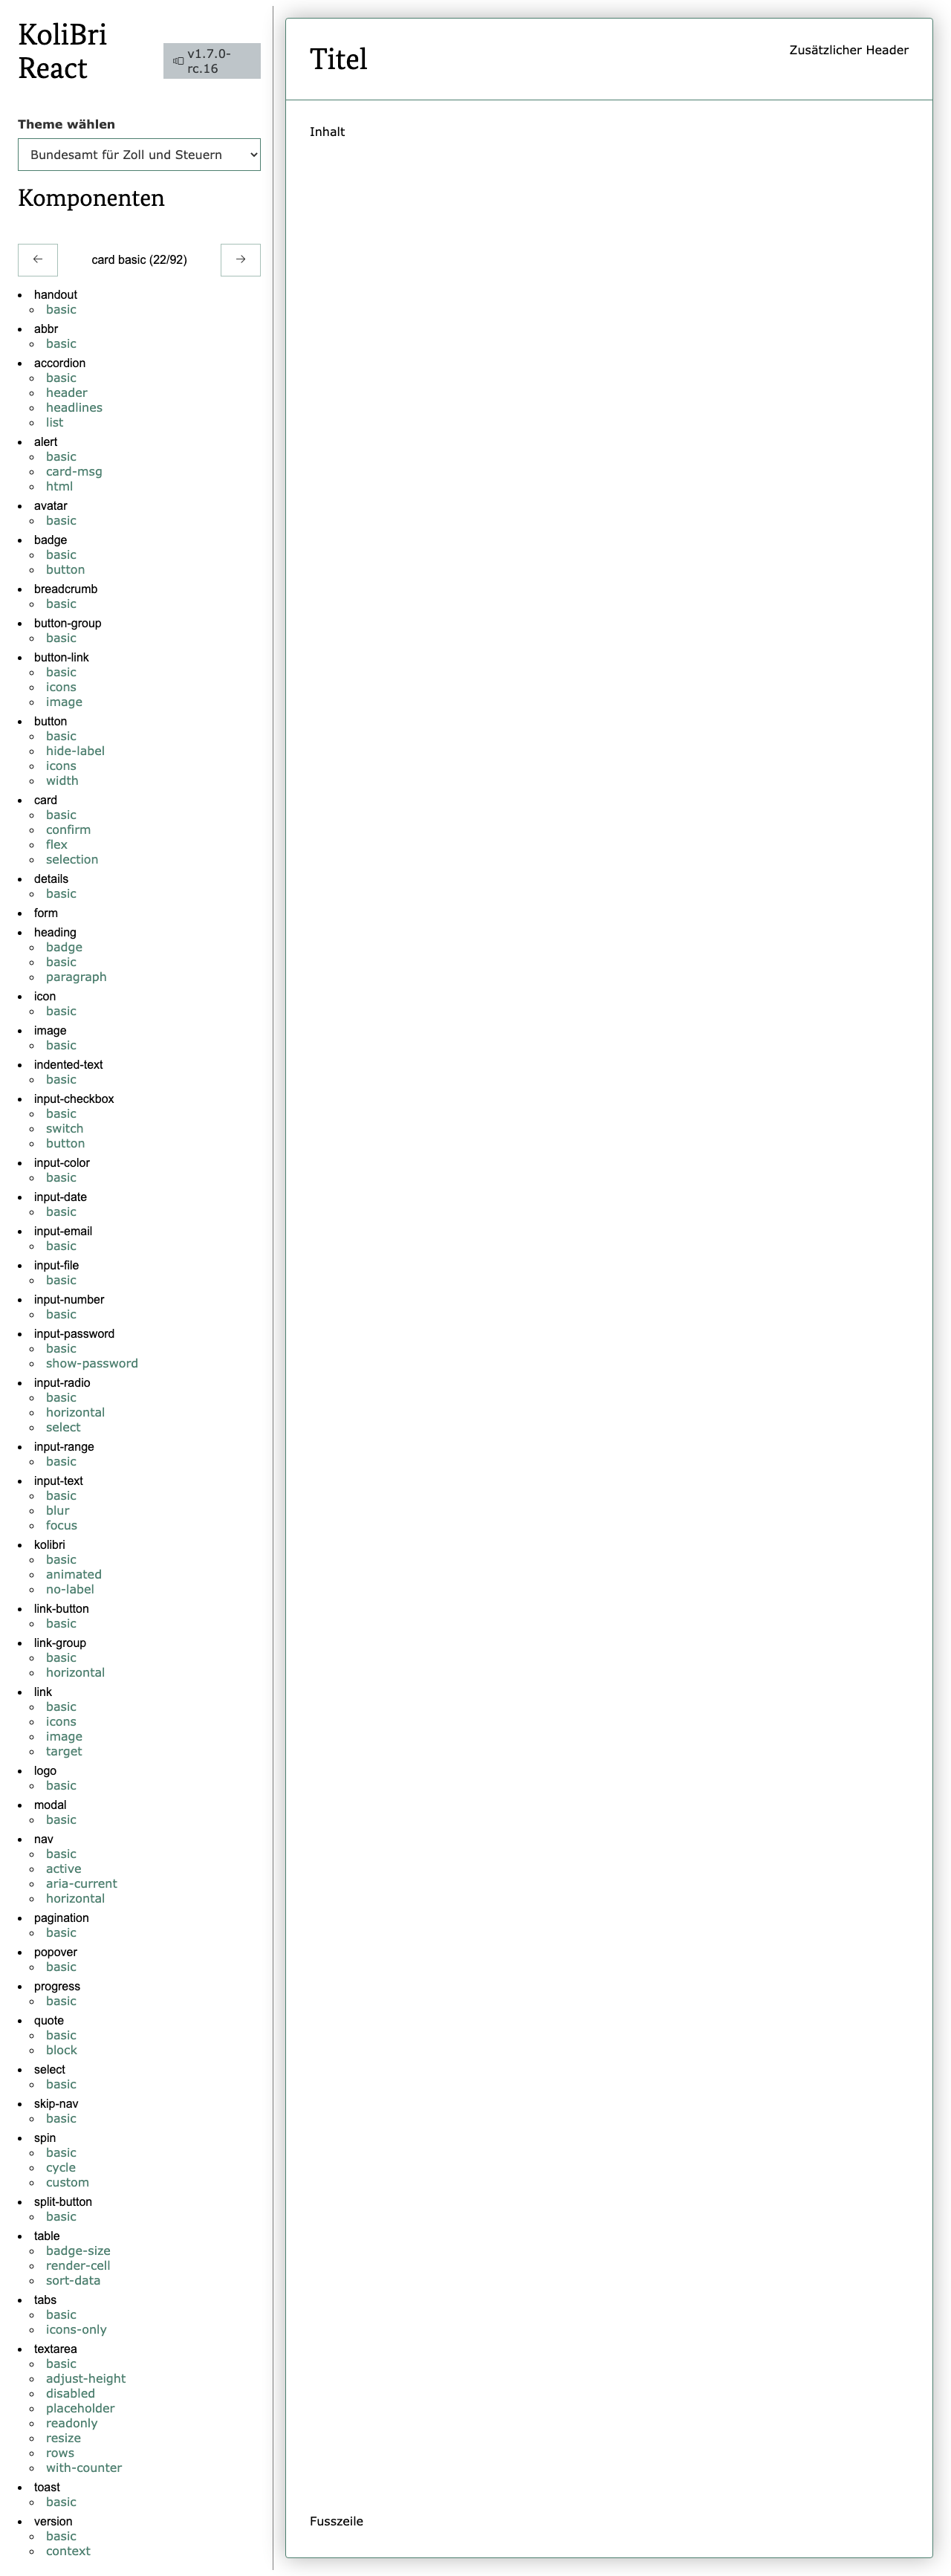 KoliBri
React
v1.7.0-
rc.16
Theme wählen
Bundesamt für Zoll und Steuern
Komponenten
← card basic (22/92) →
handout
basic
abbr
basic
accordion
basic
header
headlines
list
alert
basic
card-msg
html
avatar
basic
badge
basic
button
breadcrumb
basic
button-group
basic
button-link
basic
icons
image
button
basic
hide-label
icons
width
card
basic
confirm
flex
selection
details
basic
form
heading
badge
basic
paragraph
icon
basic
image
basic
indented-text
basic
input-checkbox
basic
switch
button
input-color
basic
input-date
basic
input-email
basic
input-file
basic
input-number
basic
input-password
basic
show-password
input-radio
basic
horizontal
select
input-range
basic
input-text
basic
blur
focus
kolibri
basic
animated
no-label
link-button
basic
link-group
basic
horizontal
link
basic
icons
image
target
logo
basic
modal
basic
nav
basic
active
aria-current
horizontal
pagination
basic
popover
basic
progress
basic
quote
basic
block
select
basic
skip-nav
basic
spin
basic
cycle
custom
split-button
basic
table
badge-size
render-cell
sort-data
tabs
basic
icons-only
textarea
basic
adjust-height
disabled
placeholder
readonly
resize
rows
with-counter
toast
basic
version
basic
context
Titel
Zusätzlicher Header
Inhalt
Fusszeile